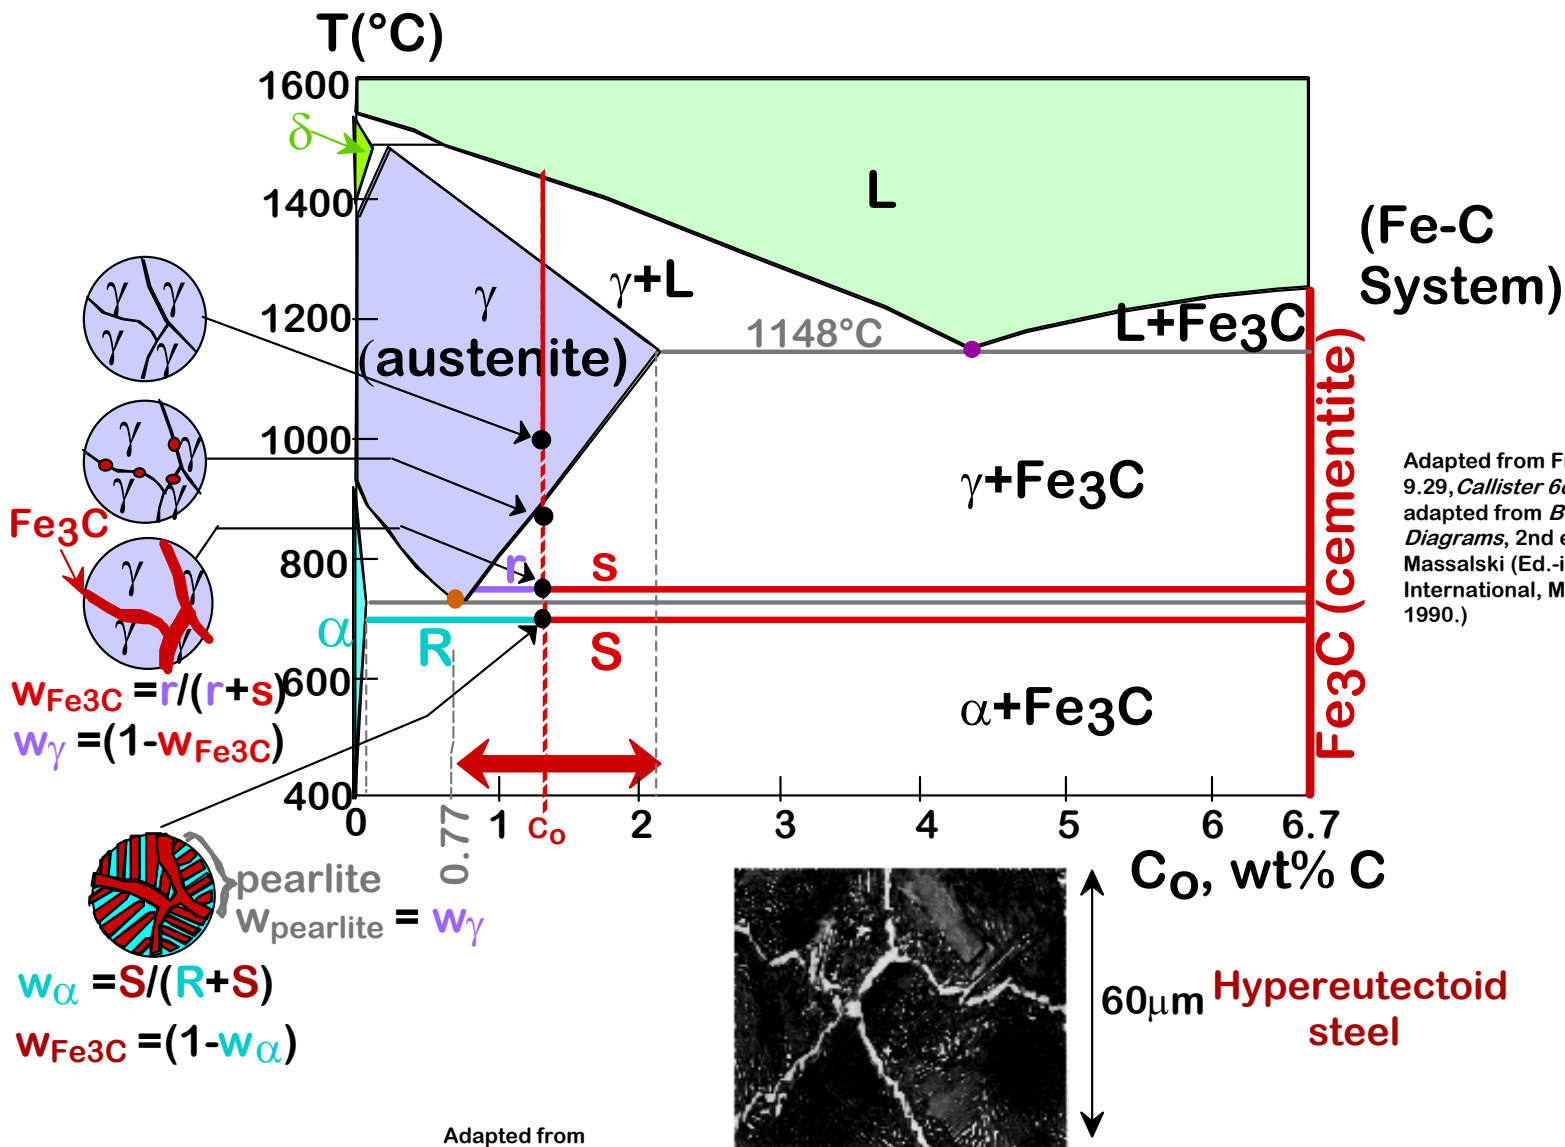 T(°C)
1600
δ
1400
L
(Fe-C
System)
γ
γ
γ
γ
γ
γ+L
1200
L+Fe3C
1148°C
(austenite)
γ
γ
γ
1000
γ+Fe3C
Adapted from Fi
9.29, Callister 6
adapted from B
Diagrams, 2nd e
Massalski (Ed.-i
International, M
1990.)
Fe3C
γ
γ
γ
800
r
s
α
R
S
600
Fe3C (cementite)
wFe3C =r/(r+s)
wγ =(1-wFe3C)
α+Fe3C
400
0
1
Co
2
3
4
5
6
6.7
0.77
Co, wt% C
pearlite
wpearlite = wγ
wα =S/(R+S)
wFe3C =(1-wα)
60μm
Hypereutectoid
steel
Adapted from